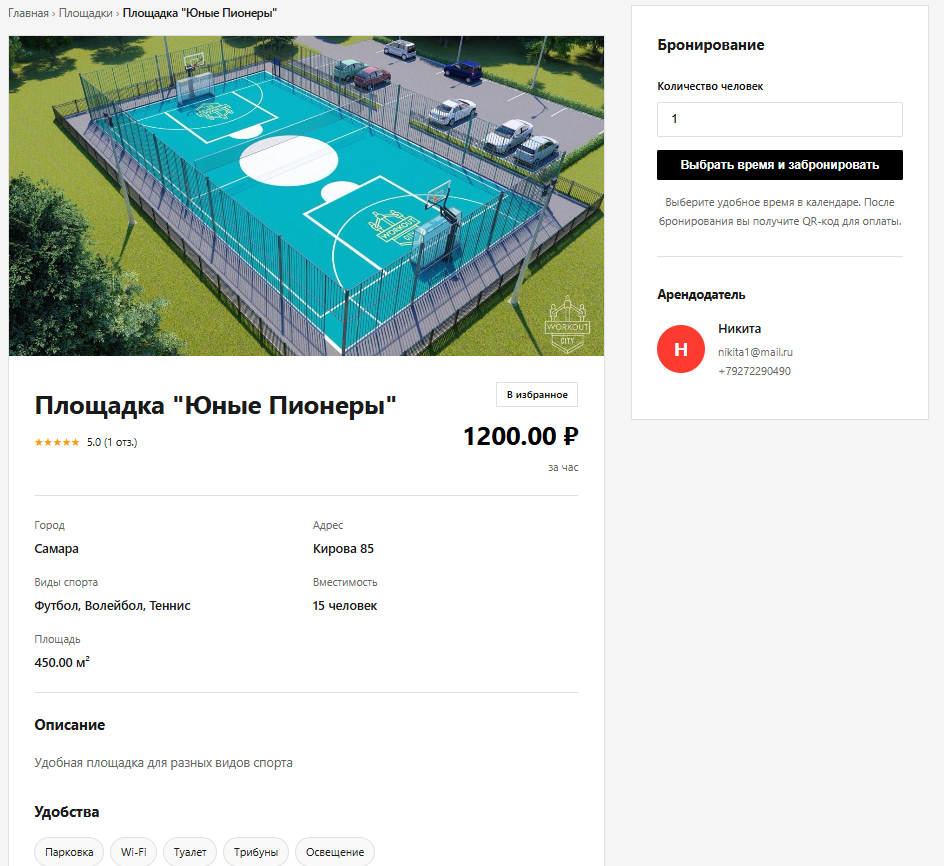 Главная › Площадки › Площадка "Юные Пионеры"
WORKOUT
CITY
WORKOUT
CITY
Площадка "Юные Пионеры"
В избранное
★★★★★ 5.0 (1 отз.)
1200.00 ₽
за час
Город
Самара
Адрес
Кирова 85
Виды спорта
Футбол, Волейбол, Теннис
Вместимость
15 человек
Площадь
450.00 м²
Описание
Удобная площадка для разных видов спорта
Удобства
Парковка
Wi-Fi
Туалет
Трибуны
Освещение
Бронирование
Количество человек
1
Выбрать время и забронировать
Выберите удобное время в календаре. После
бронирования вы получите QR-код для оплаты.
Арендодатель
Н
Никита
nikita1@mail.ru
+79272290490